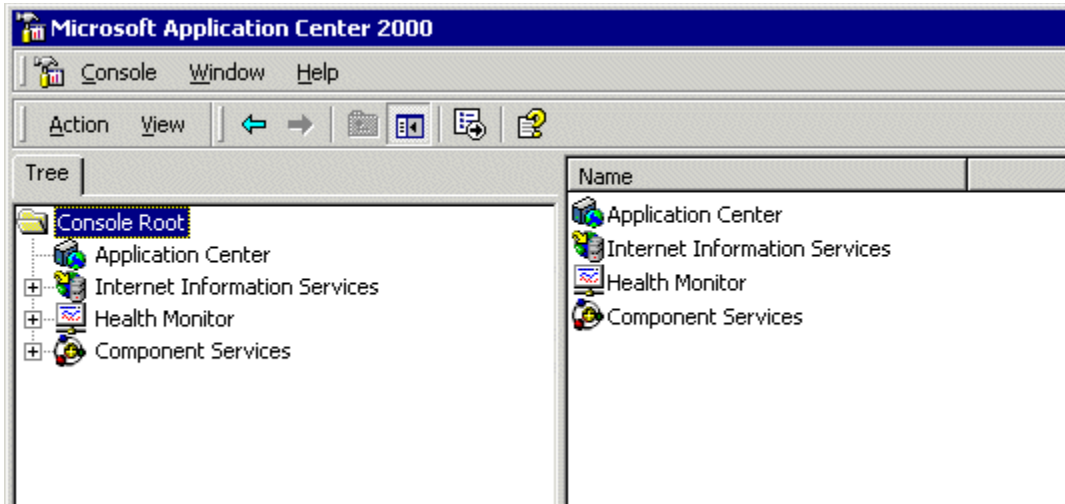 Microsoft Application Center 2000
Console Window Help
Action View
Tree
Console Root
Application Center
Internet Information Services
Health Monitor
Component Services
Name
Application Center
Internet Information Services
Health Monitor
Component Services